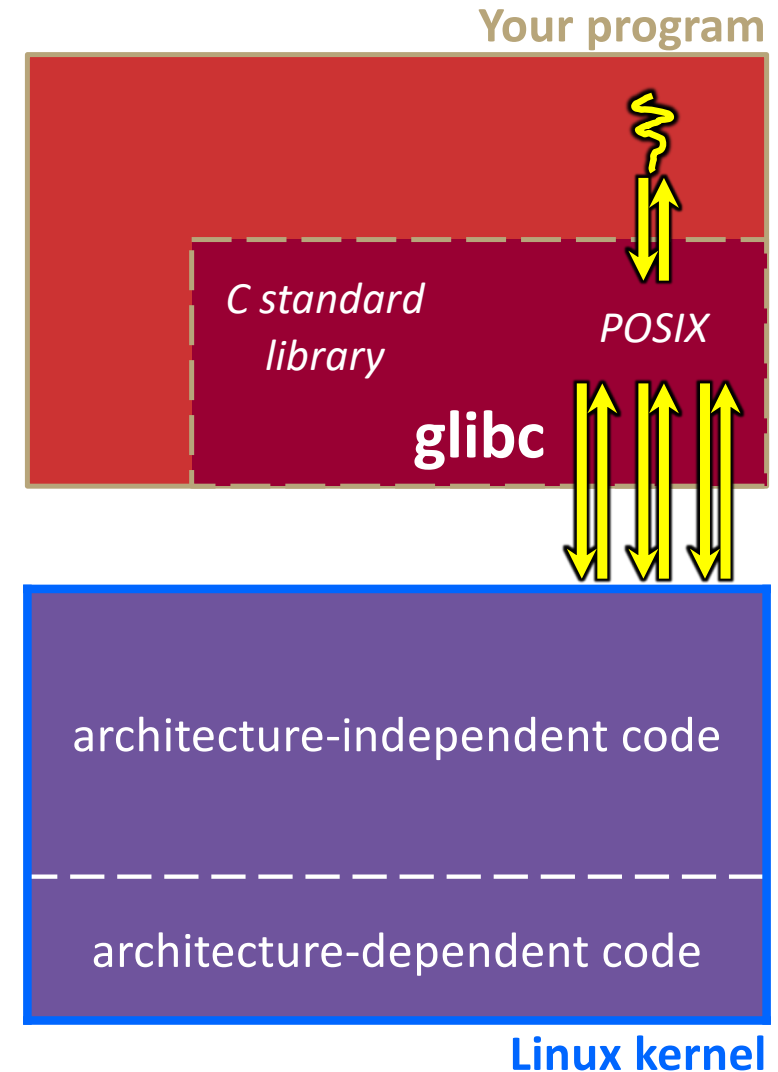 Your program
C standard
library
POSIX
glibc
architecture-independent code
architecture-dependent code
Linux kernel